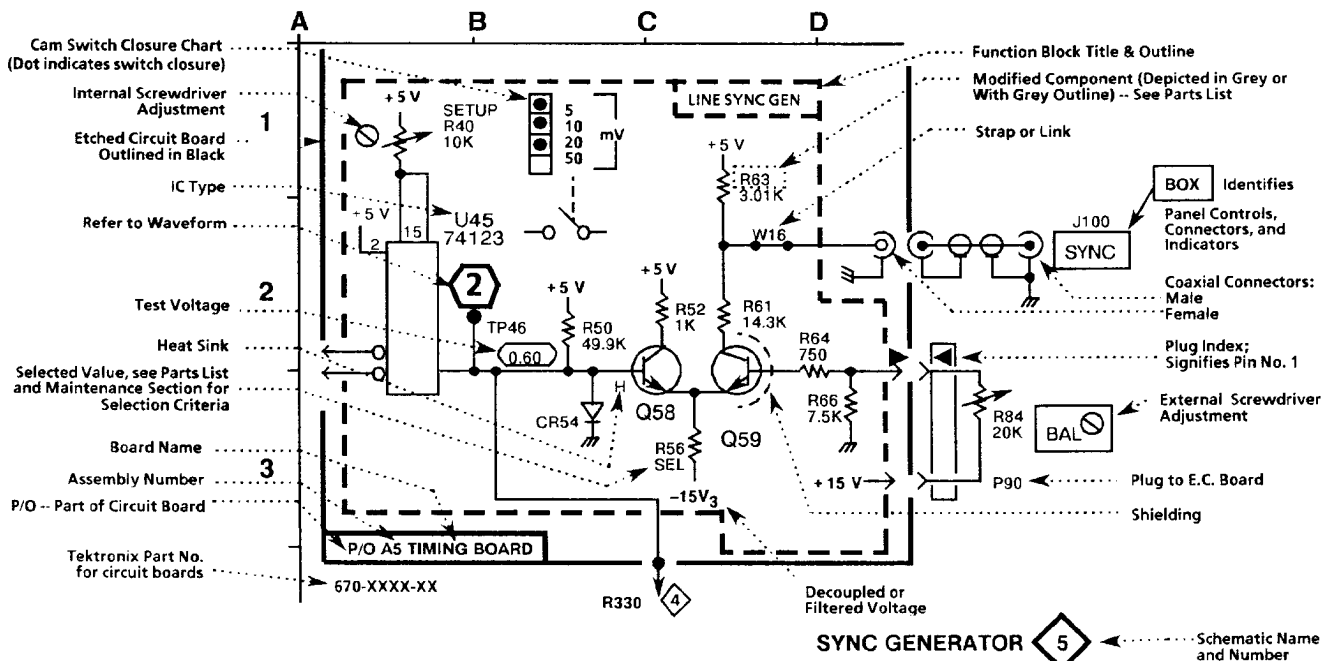 A B C D
Cam Switch Closure Chart
(Dot indicates switch closure)
Internal Screwdriver
Adjustment
1
Etched Circuit Board
Outlined in Black
IC Type
Refer to Waveform
2
Test Voltage
Heat Sink
Selected Value, see Parts List
and Maintenance Section for
Selection Criteria
Board Name
3
Assembly Number
P/O -- Part of Circuit Board
Tektronix Part No.
for circuit boards
+5 V
SETUP
R40
10K
5
10
20
50
mV
LINE SYNC GEN
+5 V
R63
3.01K
W16
+5 V
2
15
U45
74123
2
TP46
0.60
+5 V
R50
49.9K
+5 V
R52
1K
R61
14.3K
R64
750
H
CR54
Q58
Q59
R56
SEL
R66
7.5K
−15V3
+15 V
P/O A5 TIMING BOARD
670-XXXX-XX
R330
4
Function Block Title & Outline
Modified Component (Depicted in Grey or
With Grey Outline) -- See Parts List
Strap or Link
BOX
Identifies
Panel Controls,
Connectors, and
Indicators
J100
SYNC
Coaxial Connectors:
Male
Female
Plug Index;
Signifies Pin No. 1
R84
20K
BAL
External Screwdriver
Adjustment
P90
Plug to E.C. Board
Shielding
Decoupled or
Filtered Voltage
SYNC GENERATOR
5
Schematic Name
and Number